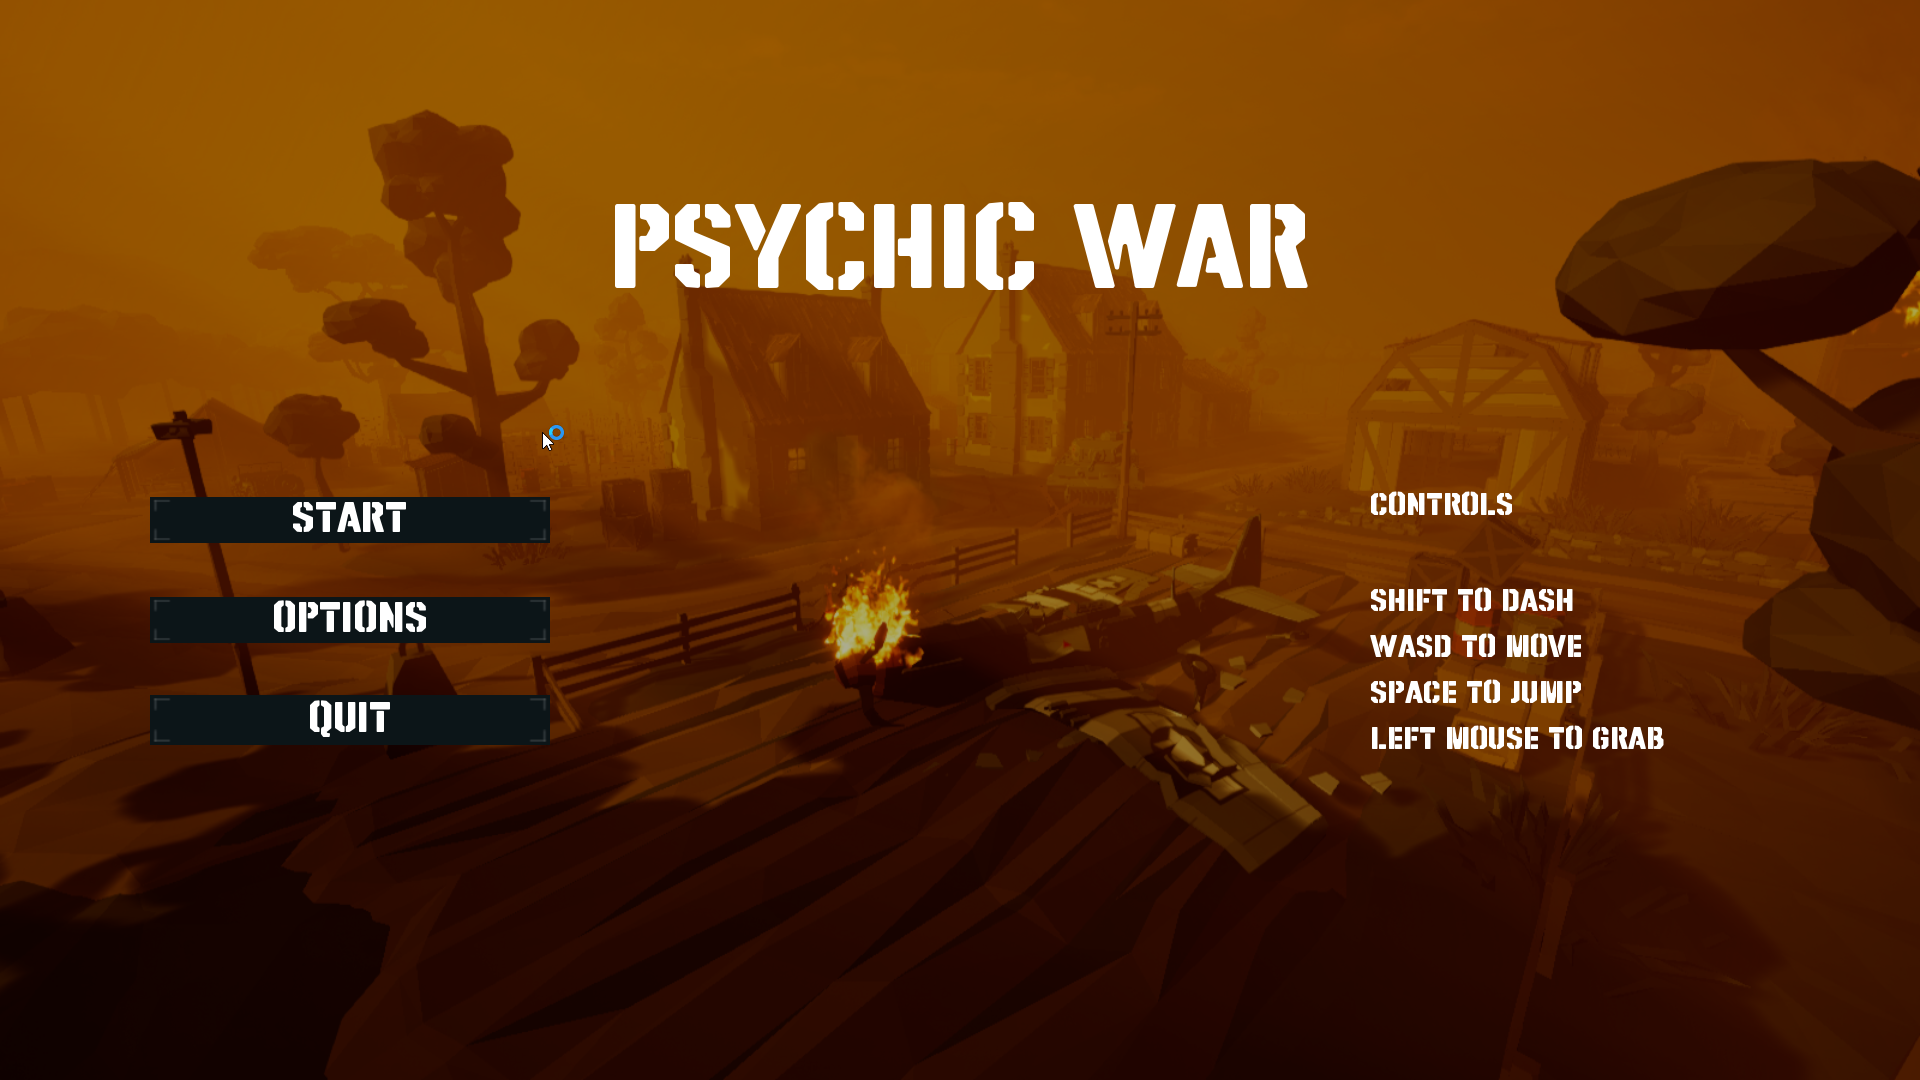 PSYCHIC WAR
START
OPTIONS
QUIT
CONTROLS
SHIFT TO DASH
WASD TO MOVE
SPACE TO JUMP
LEFT MOUSE TO GRAB